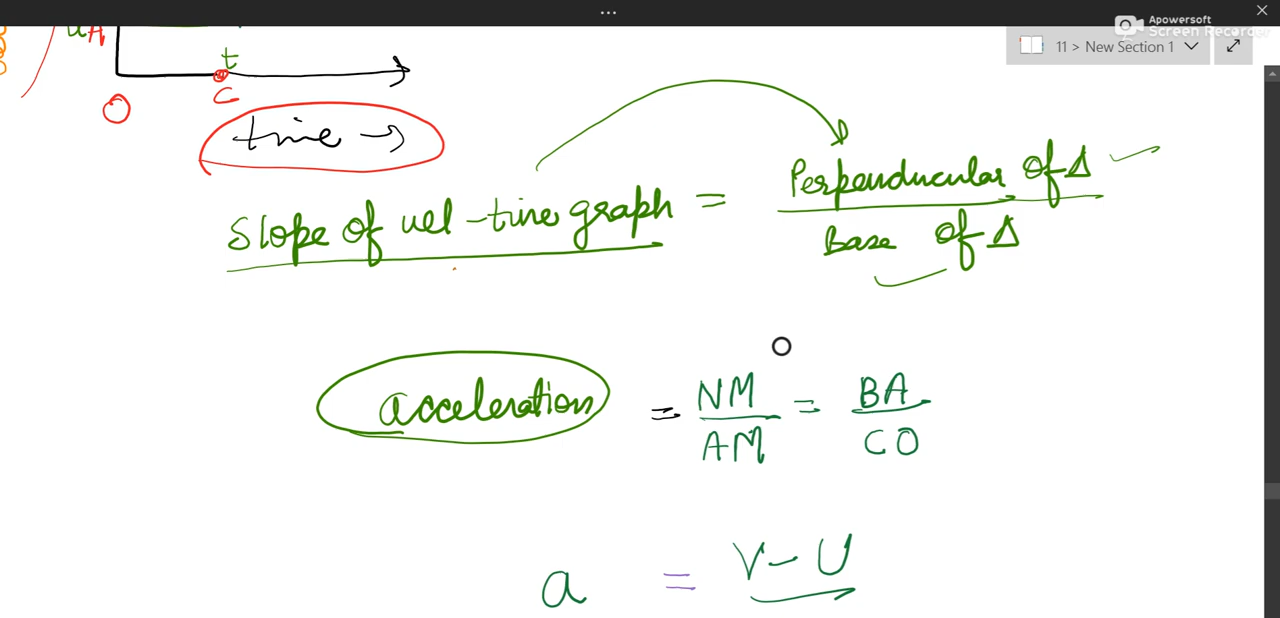 ...
Apowersoft
Screen Recorder
11 > New Section 1
u A
t
O C
time →
Slope of vel-time graph = Perpenducular of Δ
Base of Δ
acceleration = NM = BA
AM CO
a = V - U